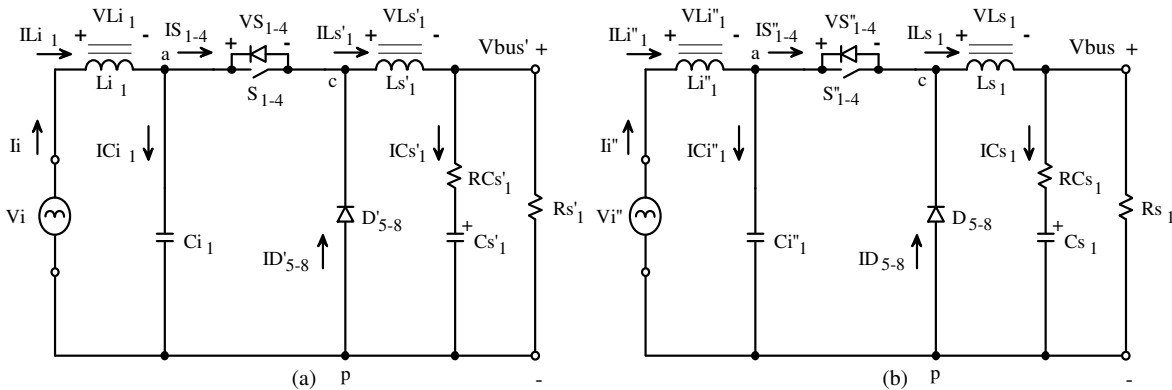 VLi 1
ILi 1
+ -
a
Li 1
IS 1-4
VS 1-4
+ -
S 1-4
ILs' 1
VLs' 1
+ -
c
Ls' 1
Vbus' +
Ii
ICi 1
ICs' 1
RCs' 1
Vi
Ci 1
D' 5-8
ID' 5-8
+
Cs' 1
Rs' 1
p
-
(a)
VLi" 1
ILi" 1
+ -
a
Li" 1
IS" 1-4
VS" 1-4
+ -
S" 1-4
ILs 1
VLs 1
+ -
c
Ls 1
Vbus +
Ii"
ICi" 1
ICs 1
RCs 1
Vi"
Ci" 1
D 5-8
ID 5-8
+
Cs 1
Rs 1
p
-
(b)